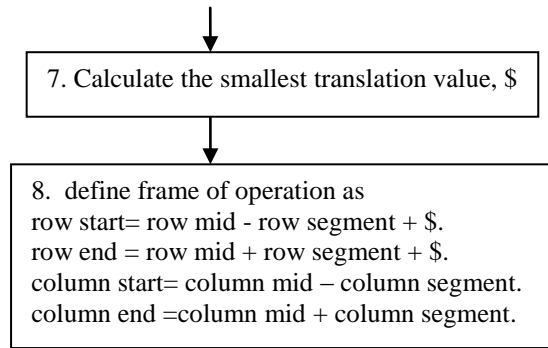 7. Calculate the smallest translation value, $
8. define frame of operation as
row start= row mid - row segment + $.
row end = row mid + row segment + $.
column start= column mid – column segment.
column end =column mid + column segment.